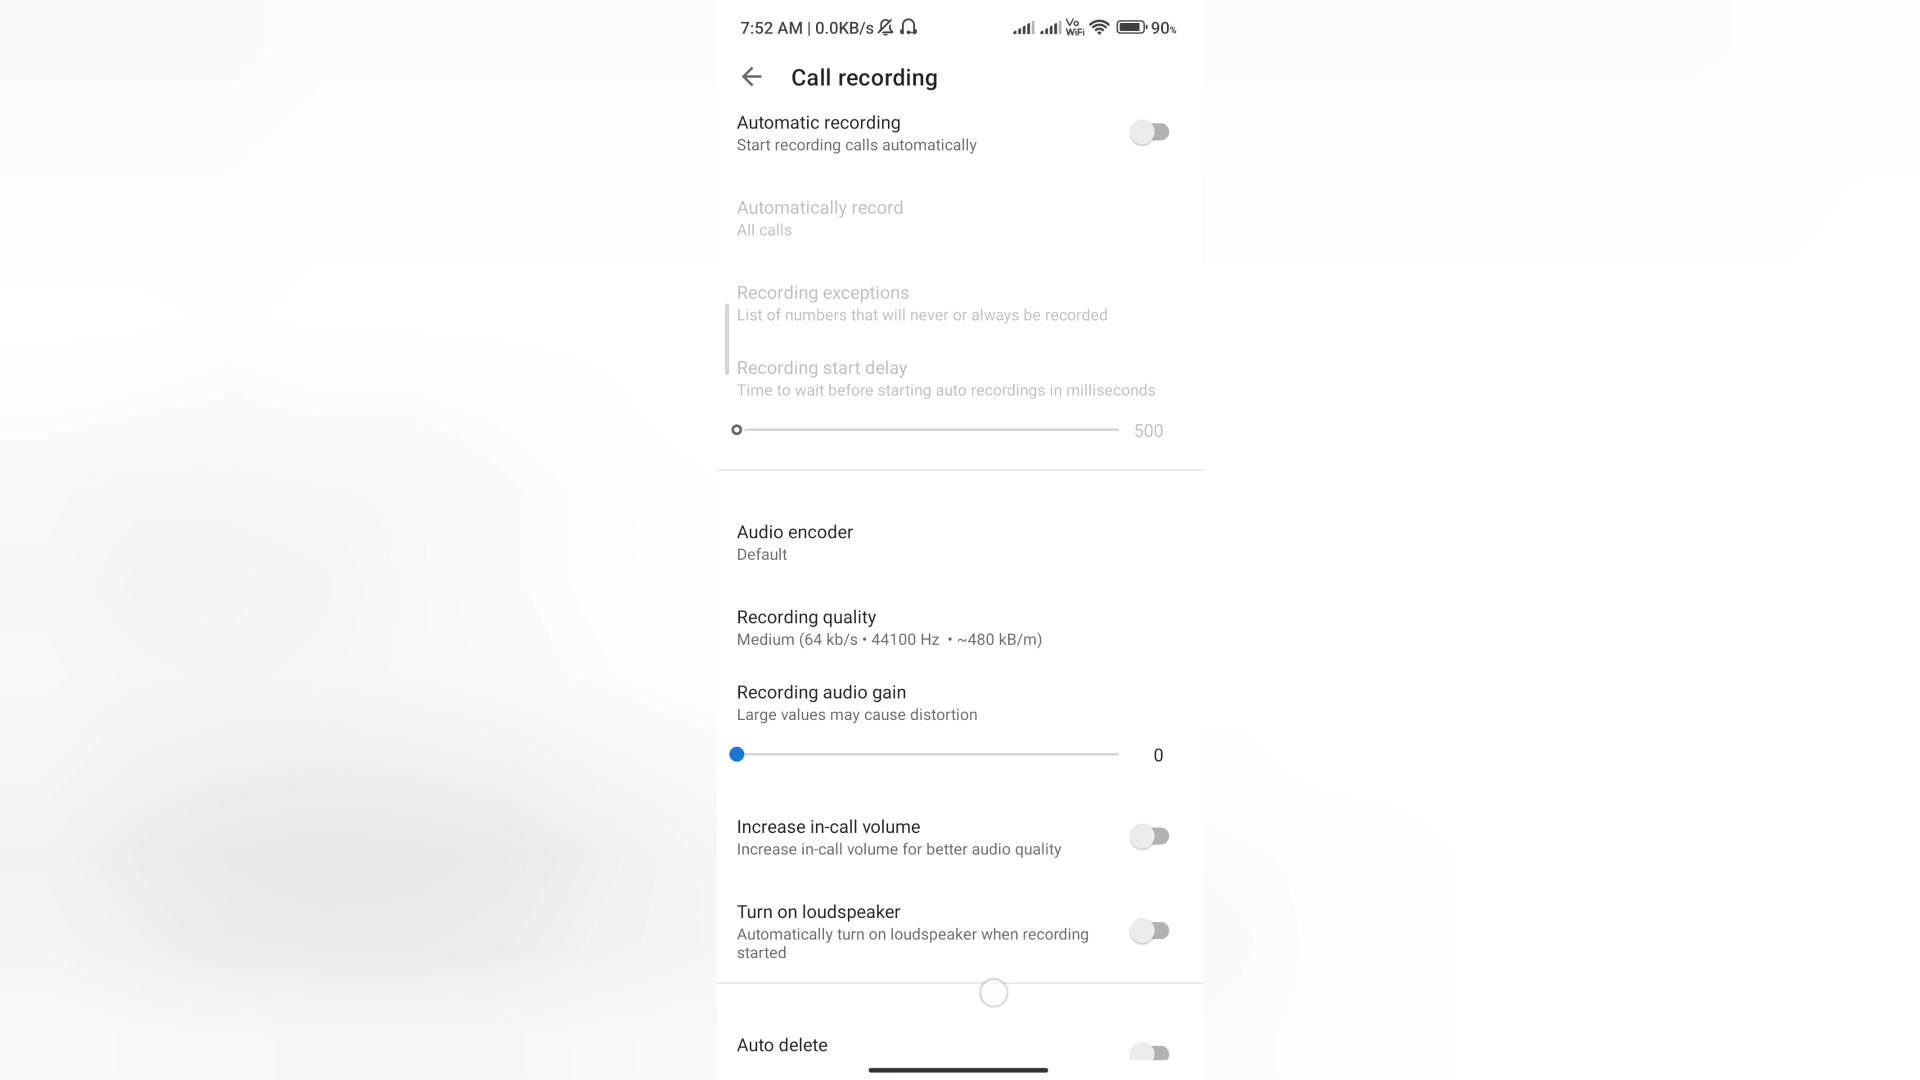 7:52 AM | 0.0KB/s Vo WiFi 90%
Call recording
Automatic recording
Start recording calls automatically
Automatically record
All calls
Recording exceptions
List of numbers that will never or always be recorded
Recording start delay
Time to wait before starting auto recordings in milliseconds
500
Audio encoder
Default
Recording quality
Medium (64 kb/s • 44100 Hz • ~480 kB/m)
Recording audio gain
Large values may cause distortion
0
Increase in-call volume
Increase in-call volume for better audio quality
Turn on loudspeaker
Automatically turn on loudspeaker when recording
started
Auto delete